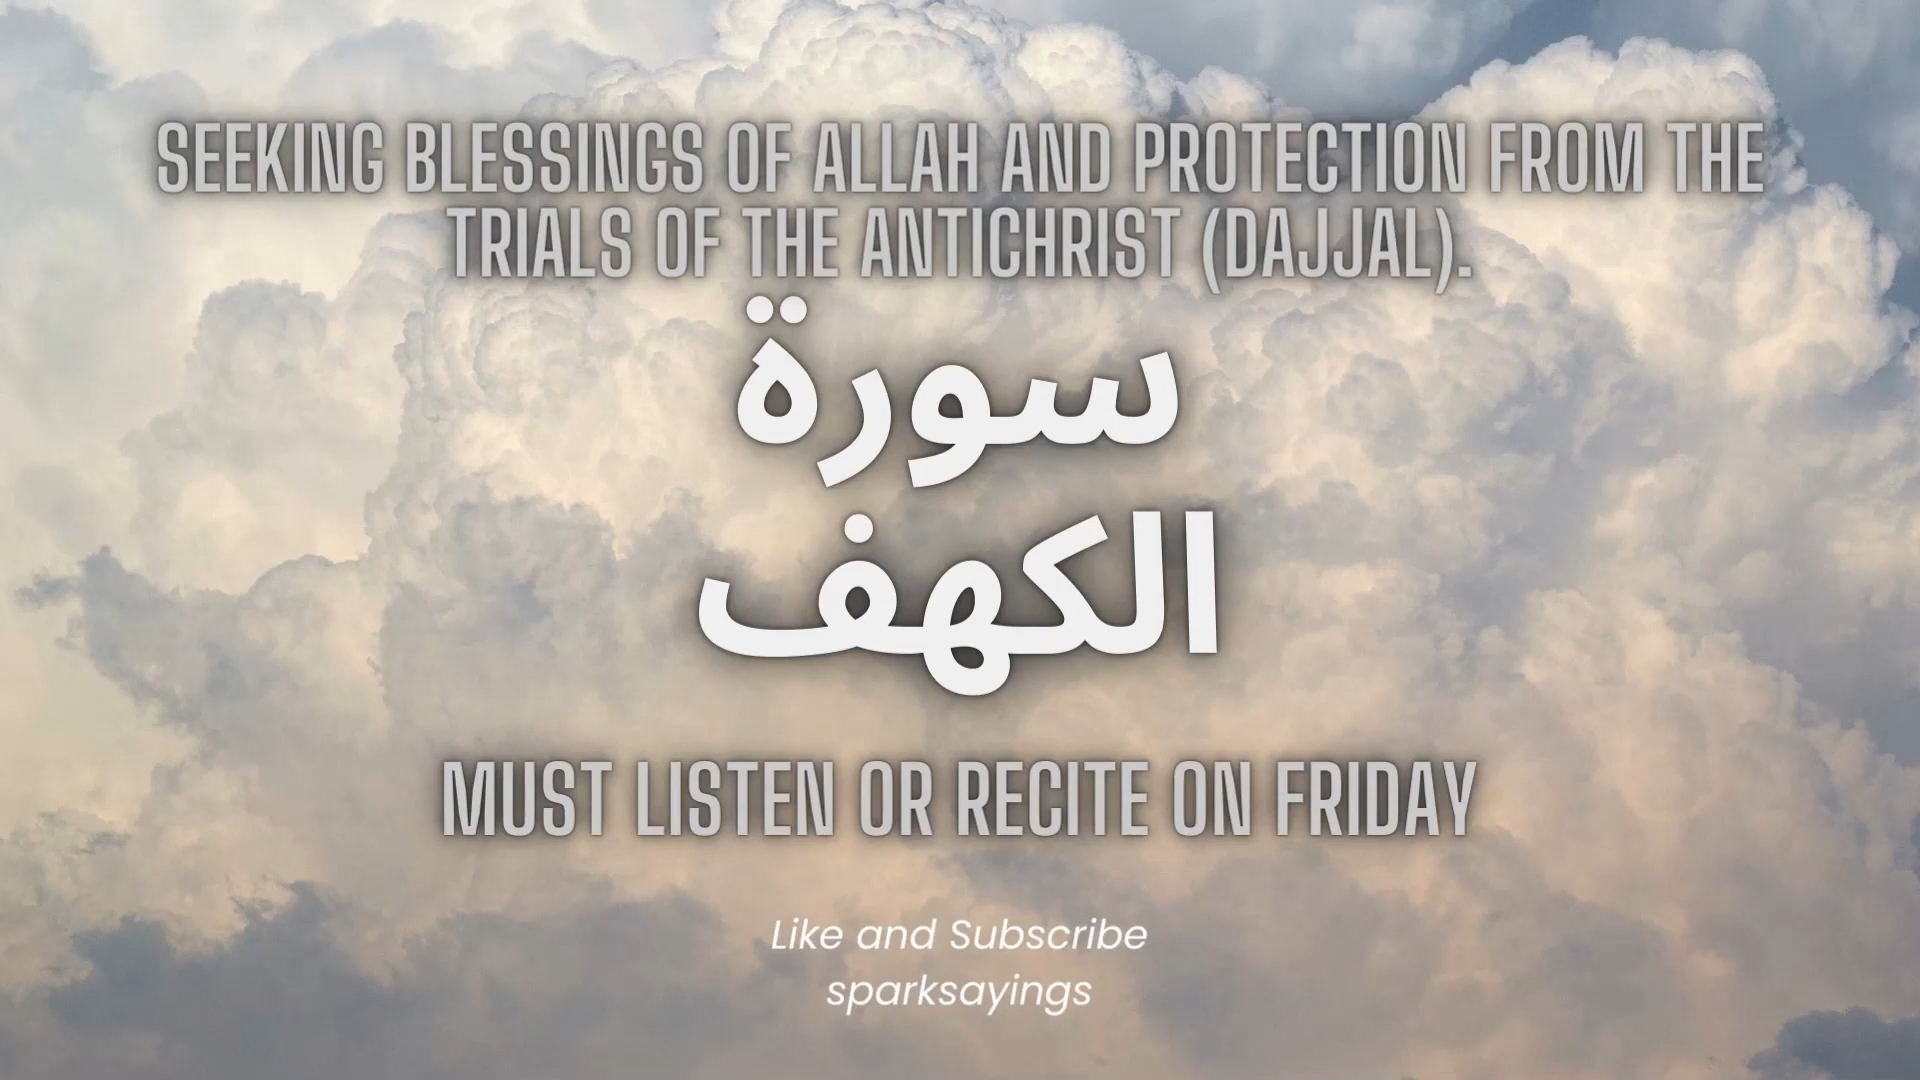 SEEKING BLESSINGS OF ALLAH AND PROTECTION FROM THE
TRIALS OF THE ANTICHRIST (DAJJAL).
سورة
الكهف
MUST LISTEN OR RECITE ON FRIDAY
Like and Subscribe
sparksayings